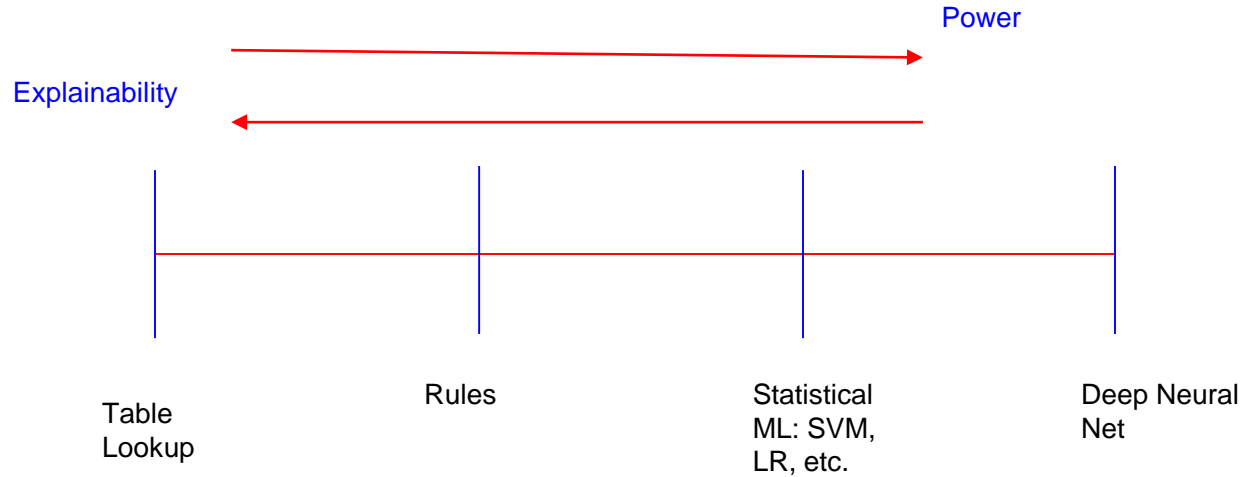 Power
Explainability
Table
Lookup
Rules
Statistical
ML: SVM,
LR, etc.
Deep Neural
Net